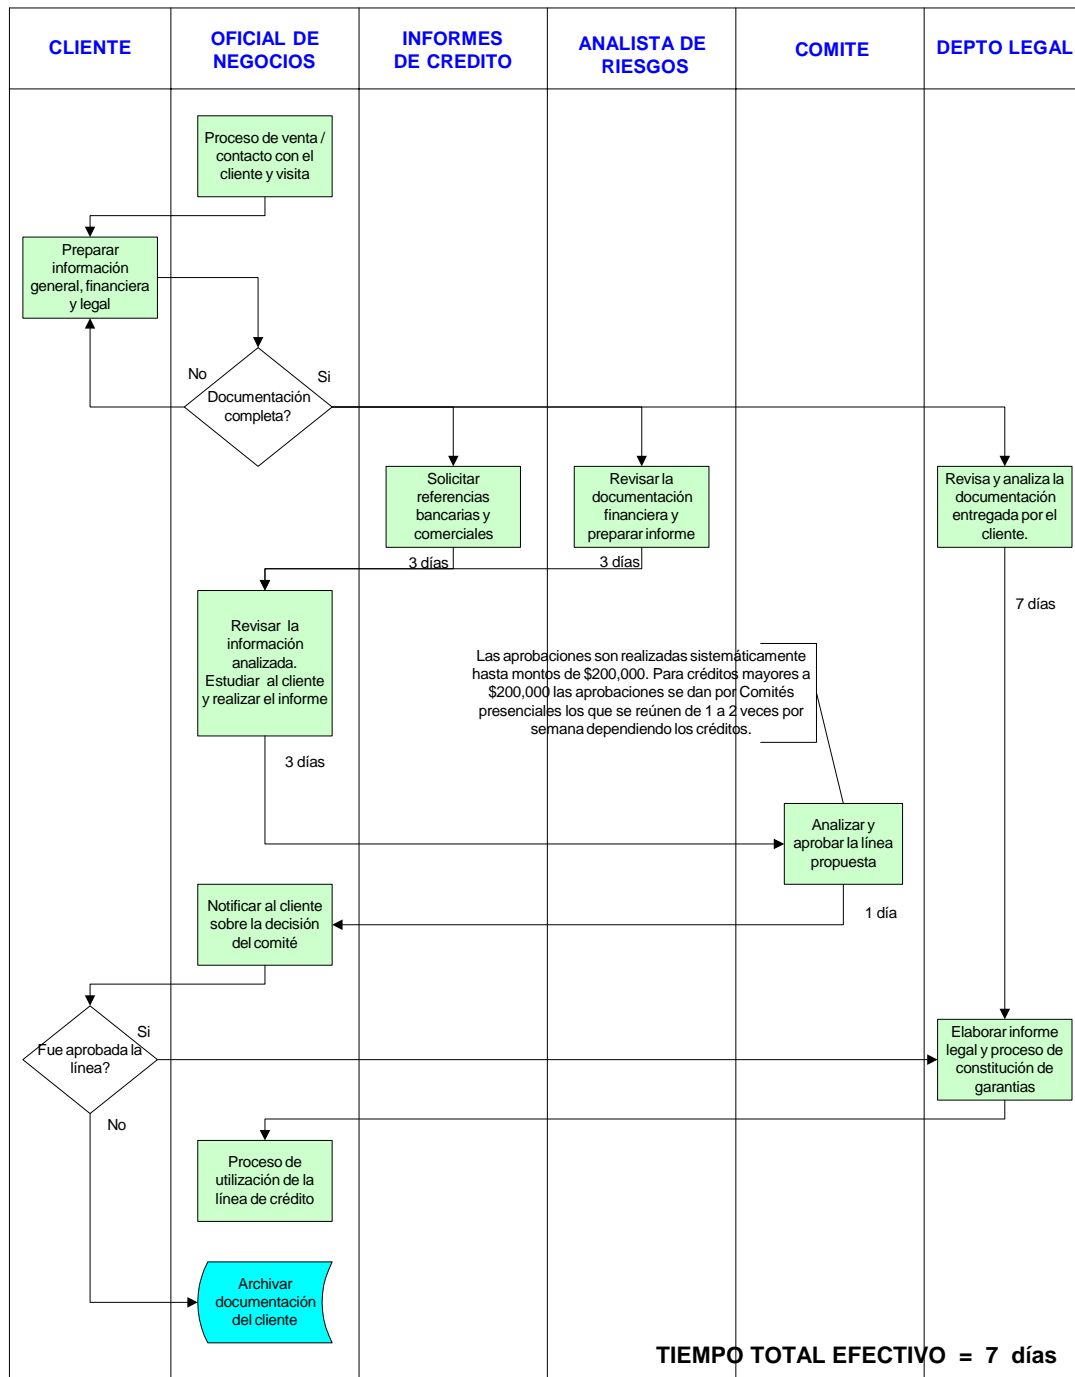 CLIENTE
OFICIAL DE
NEGOCIOS
INFORMES
DE CREDITO
ANALISTA DE
RIESGOS
COMITE
DEPTO LEGAL
Proceso de venta /
contacto con el
cliente y visita
Preparar
información
general, financiera
y legal
No
Si
Documentación
completa?
Solicitar
referencias
bancarias y
comerciales
Revisar la
documentación
financiera y
preparar informe
Revisa y analiza la
documentación
entregada por el
cliente.
3 días
3 días
7 días
Revisar la
información
analizada.
Estudiar al cliente
y realizar el informe
Las aprobaciones son realizadas sistemáticamente
hasta montos de $200,000. Para créditos mayores a
$200,000 las aprobaciones se dan por Comités
presenciales los que se reúnen de 1 a 2 veces por
semana dependiendo los créditos.
3 días
Analizar y
aprobar la línea
propuesta
1 día
Notificar al cliente
sobre la decisión
del comité
Si
Fue aprobada la
línea?
No
Elaborar informe
legal y proceso de
constitución de
garantias
Proceso de
utilización de la
línea de crédito
Archivar
documentación
del cliente
TIEMPO TOTAL EFECTIVO = 7 días